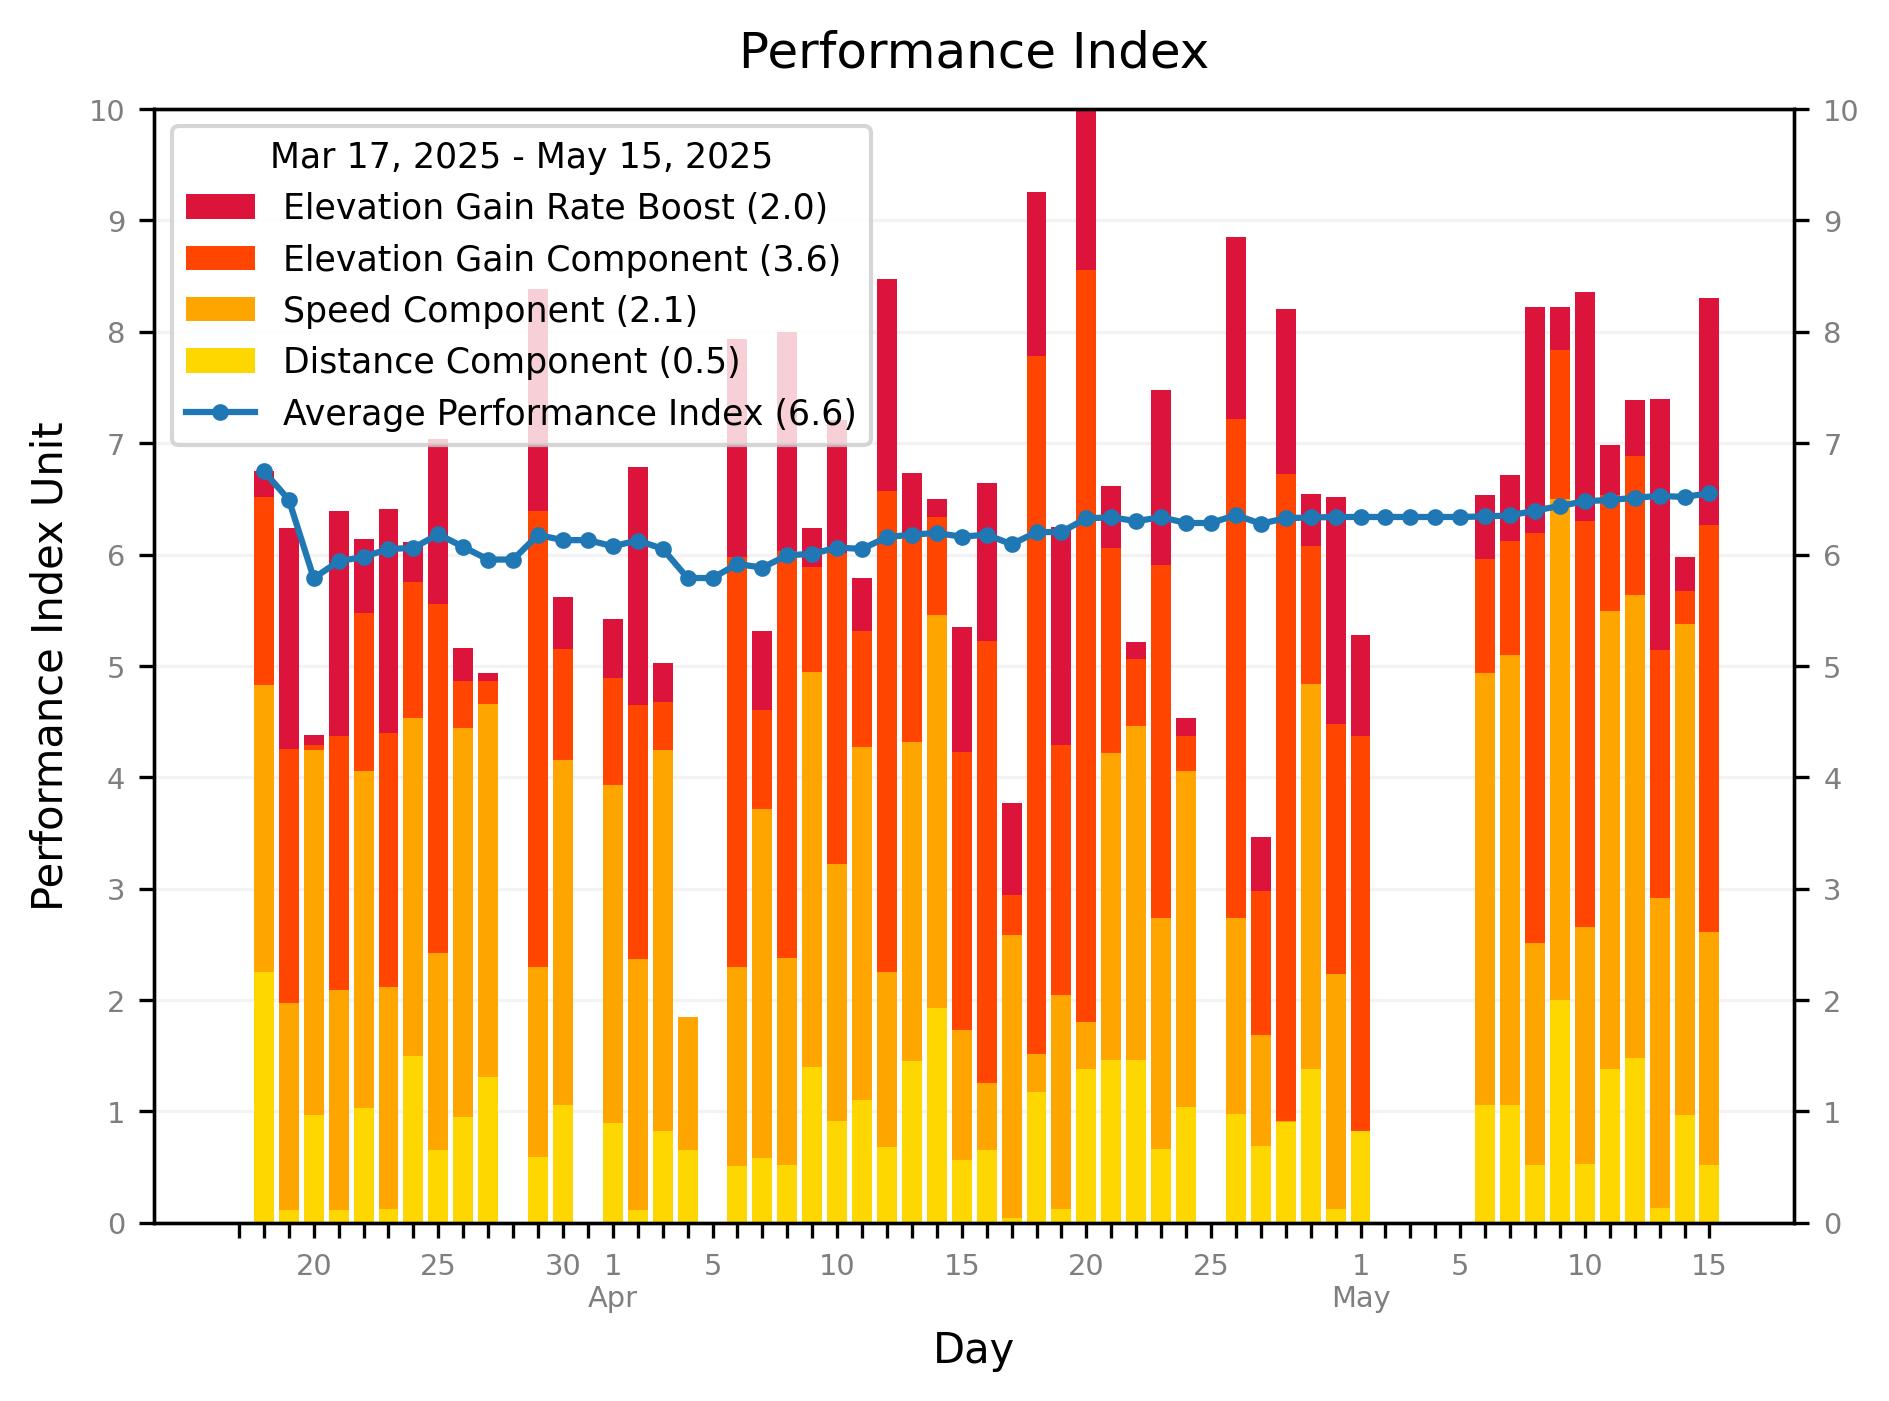 Performance Index
Mar 17, 2025 - May 15, 2025
Elevation Gain Rate Boost (2.0)
Elevation Gain Component (3.6)
Speed Component (2.1)
Distance Component (0.5)
Average Performance Index (6.6)
Performance Index Unit
10
9
8
7
6
5
4
3
2
1
0
10
9
8
7
6
5
4
3
2
1
0
20 25 30 1 5 10 15 20 25 1 5 10 15
Apr May
Day